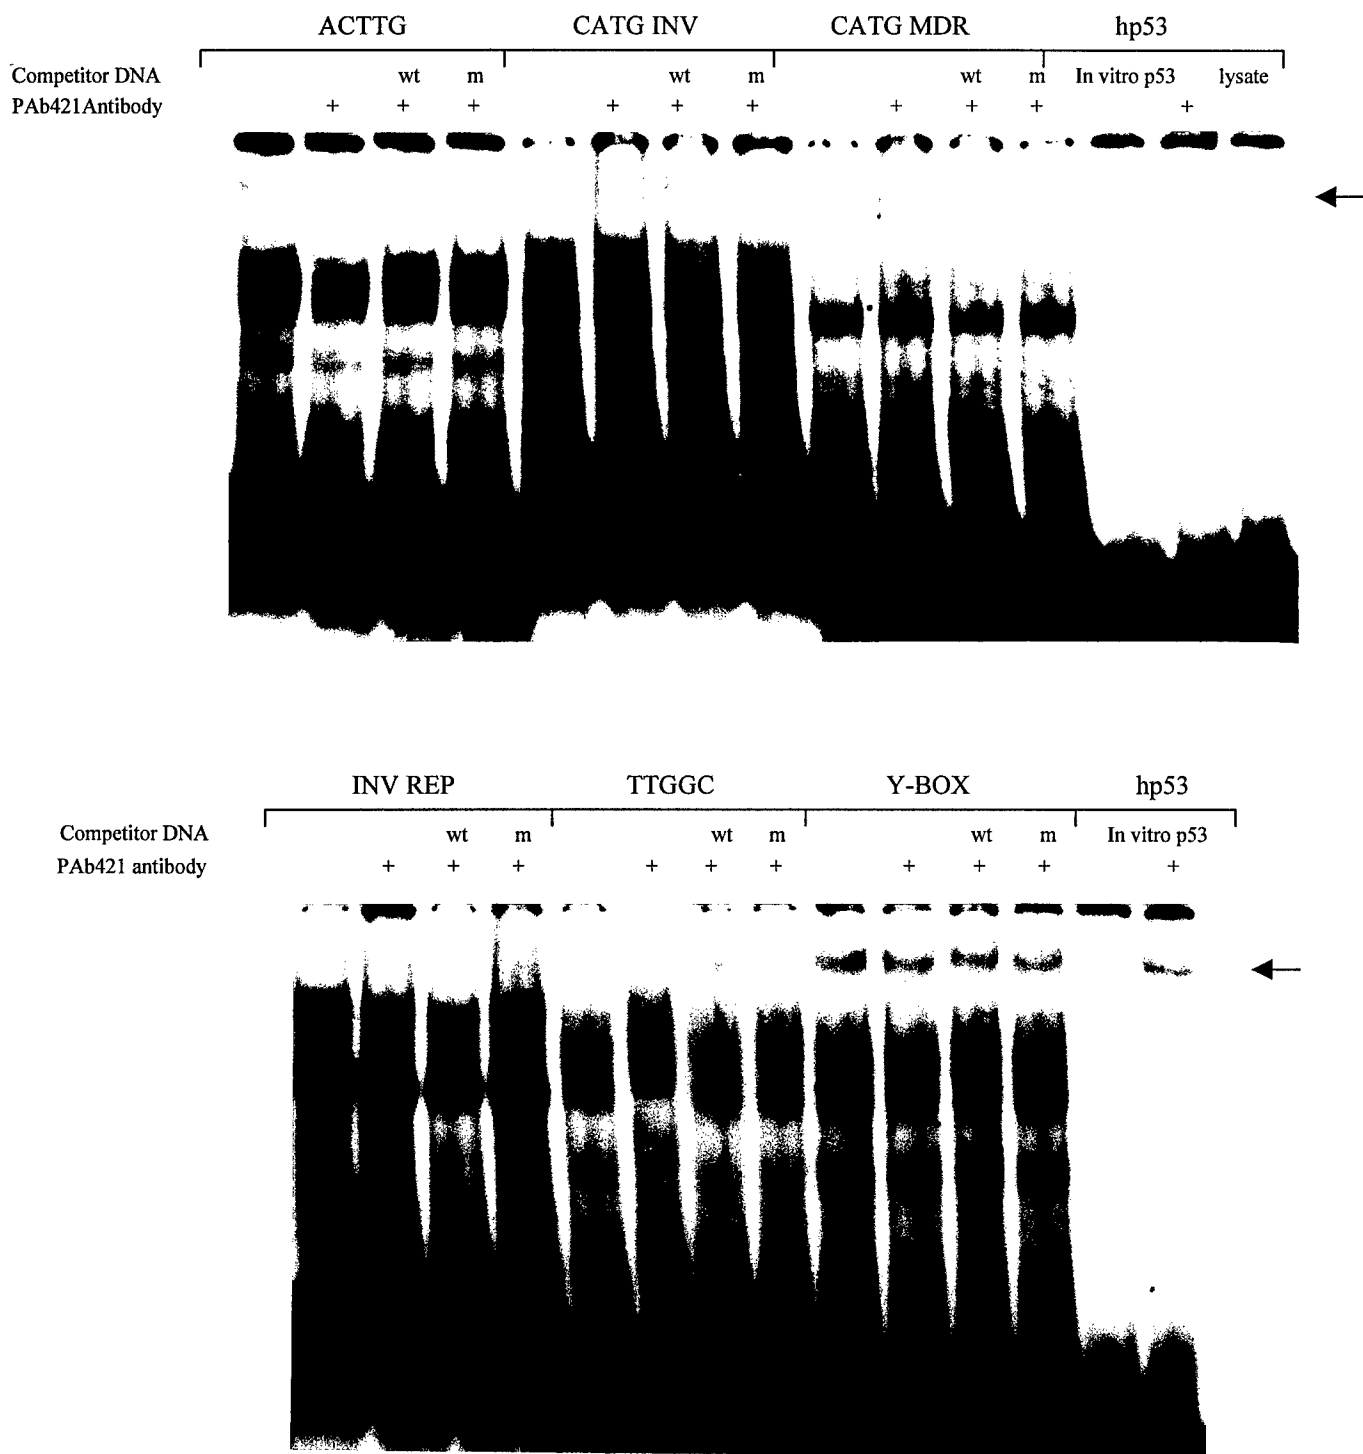 ACTTG CATG INV CATG MDR hp53
Competitor DNA wt m wt m wt m In vitro p53 lysate
PAb421Antibody + + + + + + + + + +
INV REP TTGGC Y-BOX hp53
Competitor DNA wt m wt m wt m In vitro p53
PAb421 antibody + + + + + + + + + +